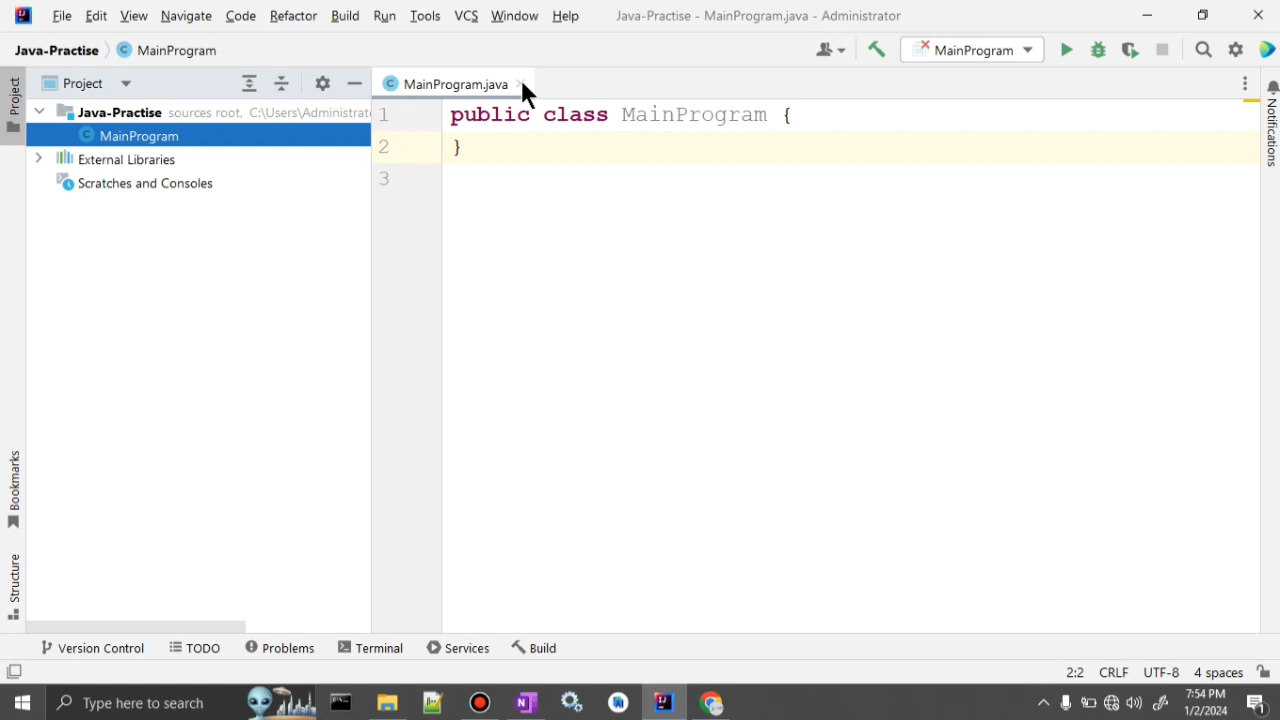 File Edit View Navigate Code Refactor Build Run Tools VCS Window Help Java-Practise - MainProgram.java - Administrator
Java-Practise MainProgram MainProgram
Project MainProgram.java
Java-Practise sources root, C:\Users\Administrat
MainProgram
External Libraries
Scratches and Consoles
1 public class MainProgram {
2 }
3
Project
Bookmarks
Structure
Notifications
Version Control TODO Problems Terminal Services Build
2:2 CRLF UTF-8 4 spaces
Type here to search
7:54 PM
1/2/2024
1